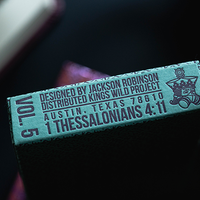 VOL. 5
DESIGNED BY JACKSON ROBINSON
DISTRIBUTED KINGS WILD PROJECT
AUSTIN, TEXAS 78610
1 THESSALONIANS 4:11